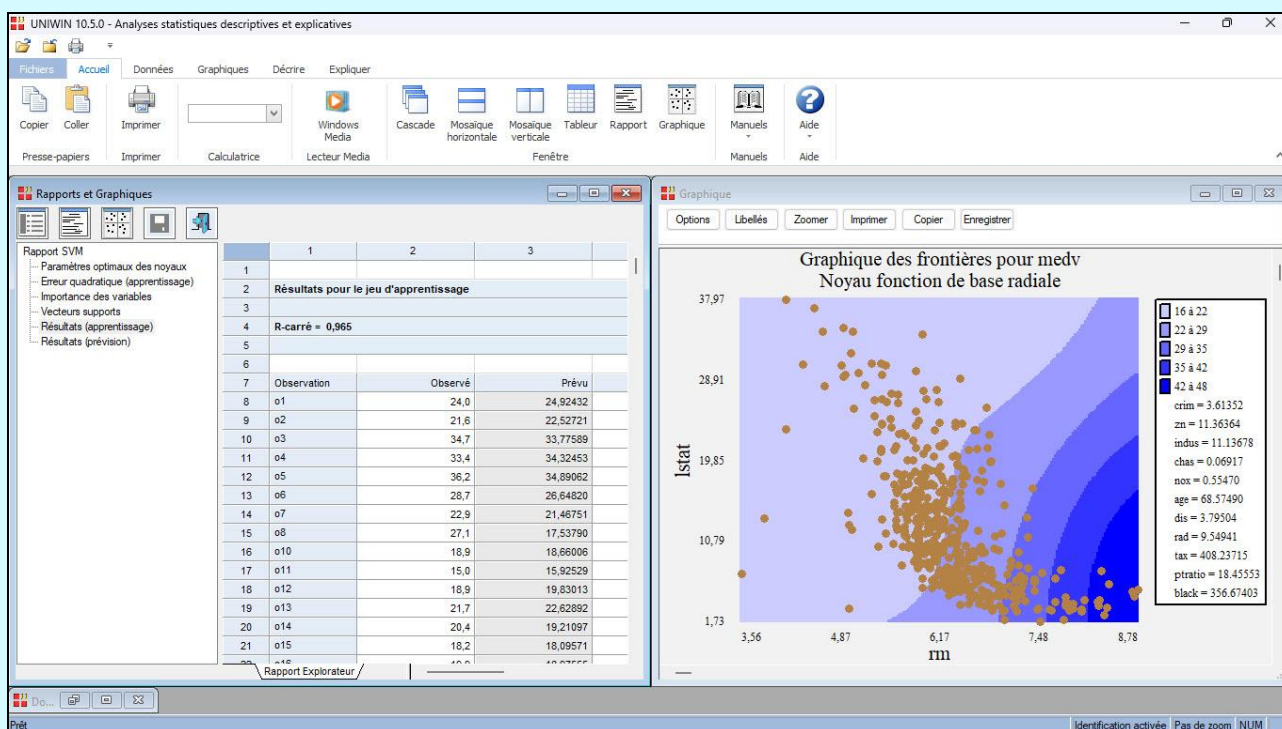 UNIWIN 10.5.0 - Analyses statistiques descriptives et explicatives
Fichiers Accueil Données Graphiques Décrire Expliquer
Copier Coller Imprimer Windows Media Cascade Mosaïque horizontale Mosaïque verticale Tableur Rapport Graphique Manuels Aide
Presse-papiers Imprimer Calculatrice Lecteur Media Fenêtre Manuels Aide
Rapports et Graphiques
Rapport SVM
Paramètres optimaux des noyaux
Erreur quadratique (apprentissage)
Importance des variables
Vecteurs supports
Résultats (apprentissage)
Résultats (prévision)
1 2 3
1
2 Résultats pour le jeu d'apprentissage
3
4 R-carré = 0,965
5
6
7 Observation Observé Prévu
8 o1 24,0 24,92432
9 o2 21,6 22,52721
10 o3 34,7 33,77589
11 o4 33,4 34,32453
12 o5 36,2 34,89062
13 o6 28,7 26,64820
14 o7 22,9 21,46751
15 o8 27,1 17,53790
16 o10 18,9 18,66006
17 o11 15,0 15,92529
18 o12 18,9 19,83013
19 o13 21,7 22,62892
20 o14 20,4 19,21097
21 o15 18,2 18,09571
Rapport Explorateur
Graphique
Options Libellés Zoomer Imprimer Copier Enregistrer
Graphique des frontières pour medv
Noyau fonction de base radiale
37,97
28,91
19,85
10,79
1,73
lstat
3,56 4,87 6,17 7,48 8,78
rm
16 à 22
22 à 29
29 à 35
35 à 42
42 à 48
crim = 3.61352
zn = 11.36364
indus = 11.13678
chas = 0.06917
nox = 0.55470
age = 68.57490
dis = 3.79504
rad = 9.54941
tax = 408.23715
ptratio = 18.45553
black = 356.67403
Do...
Prêt
Identification activée Pas de zoom NUM